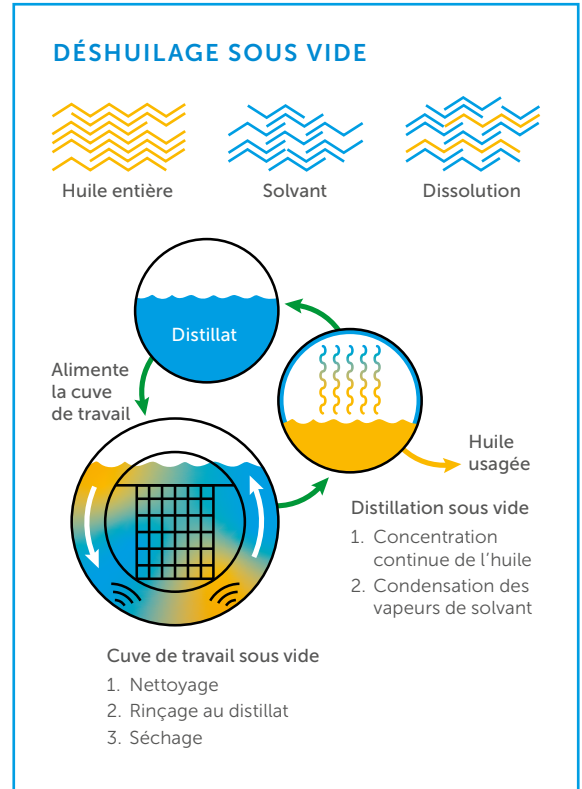 DÉSHUILAGE SOUS VIDE
Huile entière
Solvant
Dissolution
Distillat
Alimente
la cuve
de travail
Huile
usagée
Distillation sous vide
1. Concentration
continue de l’huile
2. Condensation des
vapeurs de solvant
Cuve de travail sous vide
1. Nettoyage
2. Rinçage au distillat
3. Séchage